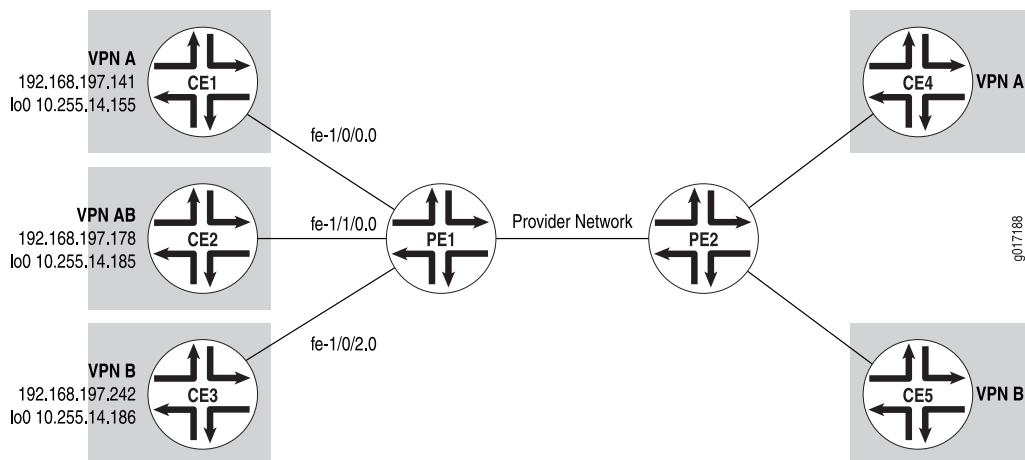 VPN A
192.168.197.141
lo0 10.255.14.155
CE1
fe-1/0/0.0
CE4
VPN A
VPN AB
192.168.197.178
lo0 10.255.14.185
CE2
fe-1/1/0.0
PE1
Provider Network
PE2
g017188
VPN B
192.168.197.242
lo0 10.255.14.186
CE3
fe-1/0/2.0
CE5
VPN B